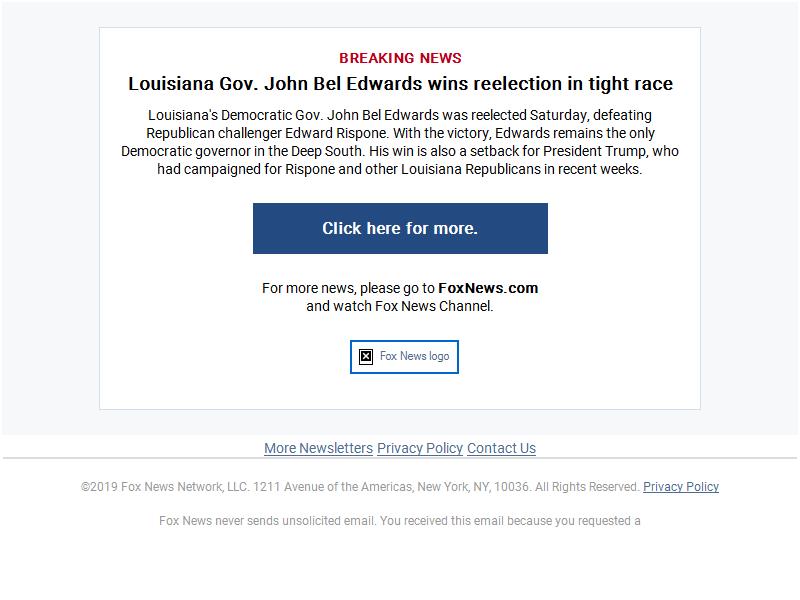 BREAKING NEWS
Louisiana Gov. John Bel Edwards wins reelection in tight race
Louisiana's Democratic Gov. John Bel Edwards was reelected Saturday, defeating
Republican challenger Edward Rispone. With the victory, Edwards remains the only
Democratic governor in the Deep South. His win is also a setback for President Trump, who
had campaigned for Rispone and other Louisiana Republicans in recent weeks.
Click here for more.
For more news, please go to FoxNews.com
and watch Fox News Channel.
Fox News logo
More Newsletters Privacy Policy Contact Us
©2019 Fox News Network, LLC. 1211 Avenue of the Americas, New York, NY, 10036. All Rights Reserved. Privacy Policy
Fox News never sends unsolicited email. You received this email because you requested a